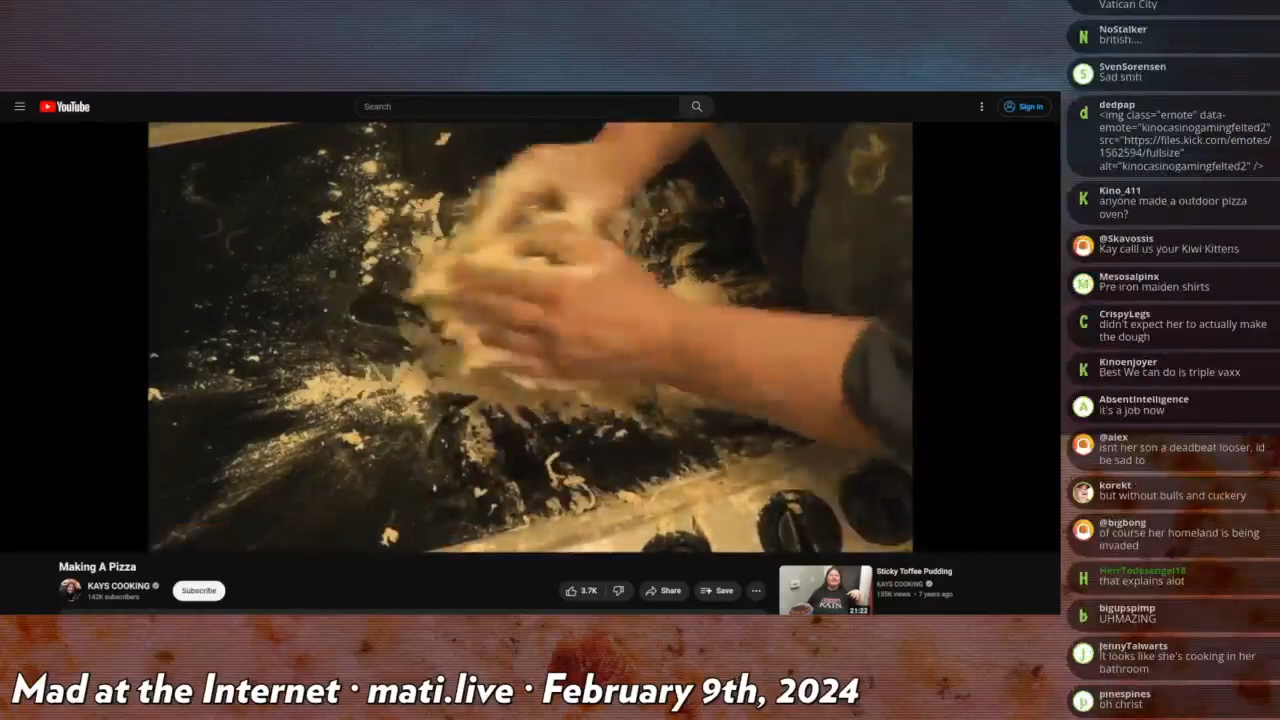 YouTube
Search
Sign in
Making A Pizza
KAYS COOKING
142K subscribers
Subscribe
3.7K
Share
Save
Sticky Toffee Pudding
KAYS COOKING
155K views • 7 years ago
21:22
Mad at the Internet · mati.live · February 9th, 2024
Vatican City
NoStalker
british....
SvenSorensen
Sad smh
dedpap
<img class="emote" data-
emote="kinocasinogamingfelted2"
src="https://files.kick.com/emotes/
1562594/fullsize"
alt="kinocasinogamingfelted2" />
Kino_411
anyone made a outdoor pizza
oven?
@Skavossis
Kay calll us your Kiwi Kittens
Mesosalpinx
Pre iron maiden shirts
CrispyLegs
didn't expect her to actually make
the dough
Kinoenjoyer
Best We can do is triple vaxx
AbsentIntelligence
it's a job now
@alex
isnt her son a deadbeat looser, id
be sad to
korekt
but without bulls and cuckery
@bigbong
of course her homeland is being
invaded
HerrTodesangel18
that explains alot
bigupspimp
UHMAZING
JennyTalwarts
It looks like she's cooking in her
bathroom
pinespines
oh christ